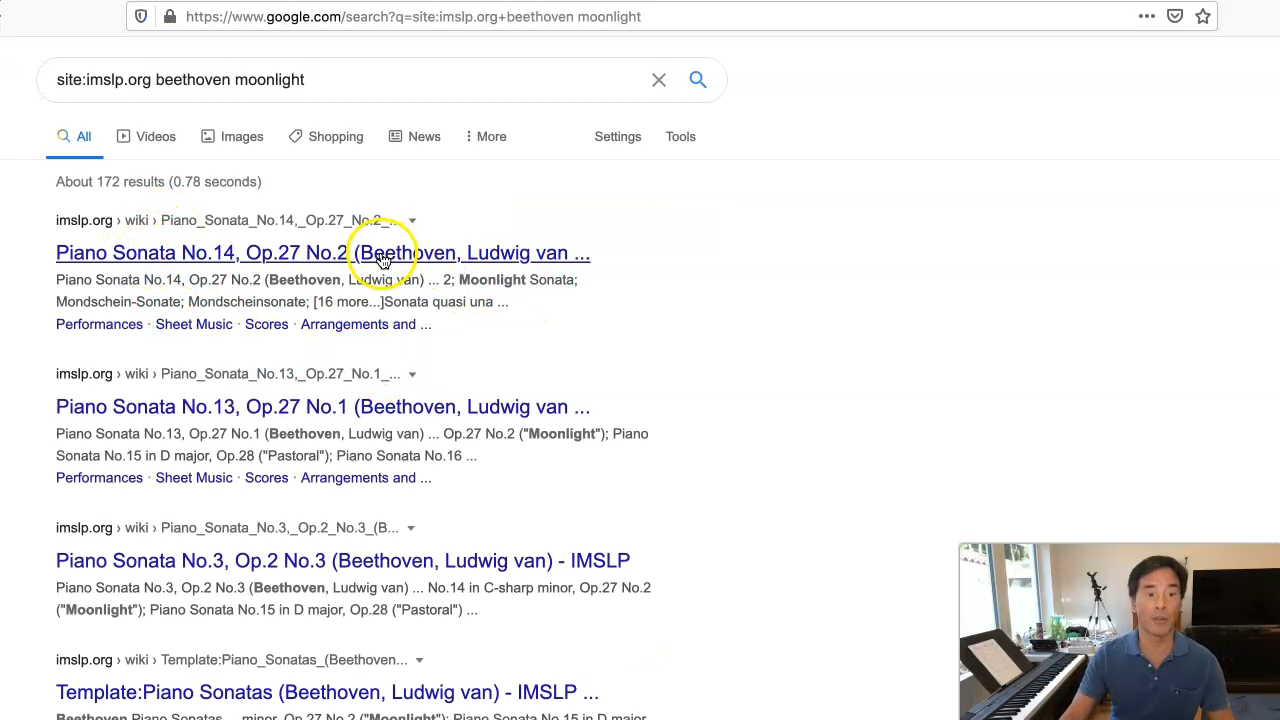 https://www.google.com/search?q=site:imslp.org+beethoven moonlight
site:imslp.org beethoven moonlight
All Videos Images Shopping News More Settings Tools
About 172 results (0.78 seconds)
imslp.org › wiki › Piano_Sonata_No.14,_Op.27_No.2_...
Piano Sonata No.14, Op.27 No.2 (Beethoven, Ludwig van ...
Piano Sonata No.14, Op.27 No.2 (Beethoven, Ludwig van) ... 2; Moonlight Sonata;
Mondschein-Sonate; Mondscheinsonate; [16 more...]Sonata quasi una ...
Performances · Sheet Music · Scores · Arrangements and ...
imslp.org › wiki › Piano_Sonata_No.13,_Op.27_No.1_...
Piano Sonata No.13, Op.27 No.1 (Beethoven, Ludwig van ...
Piano Sonata No.13, Op.27 No.1 (Beethoven, Ludwig van) ... Op.27 No.2 ("Moonlight"); Piano
Sonata No.15 in D major, Op.28 ("Pastoral"); Piano Sonata No.16 ...
Performances · Sheet Music · Scores · Arrangements and ...
imslp.org › wiki › Piano_Sonata_No.3,_Op.2_No.3_(B...
Piano Sonata No.3, Op.2 No.3 (Beethoven, Ludwig van) - IMSLP
Piano Sonata No.3, Op.2 No.3 (Beethoven, Ludwig van) ... No.14 in C-sharp minor, Op.27 No.2
("Moonlight"); Piano Sonata No.15 in D major, Op.28 ("Pastoral") ...
imslp.org › wiki › Template:Piano_Sonatas_(Beethoven...
Template:Piano Sonatas (Beethoven, Ludwig van) - IMSLP ...
Beethoven Piano Sonatas ... minor, Op.27 No.2 ("Moonlight"); Piano Sonata No.15 in D major,